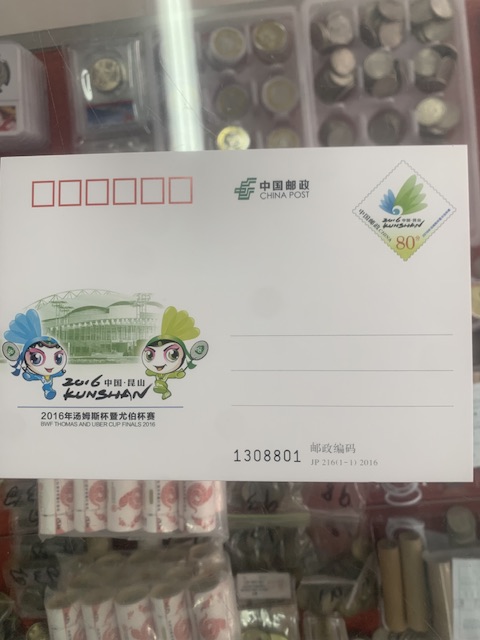 中国邮政
CHINA POST
2016 中国·昆山
KUNSHAN
中国邮政 CHINA
80分
2016 中国·昆山
KUNSHAN
2016年汤姆斯杯暨尤伯杯赛
BWF THOMAS AND UBER CUP FINALS 2016
1308801
邮政编码
JP 216(1-1) 2016